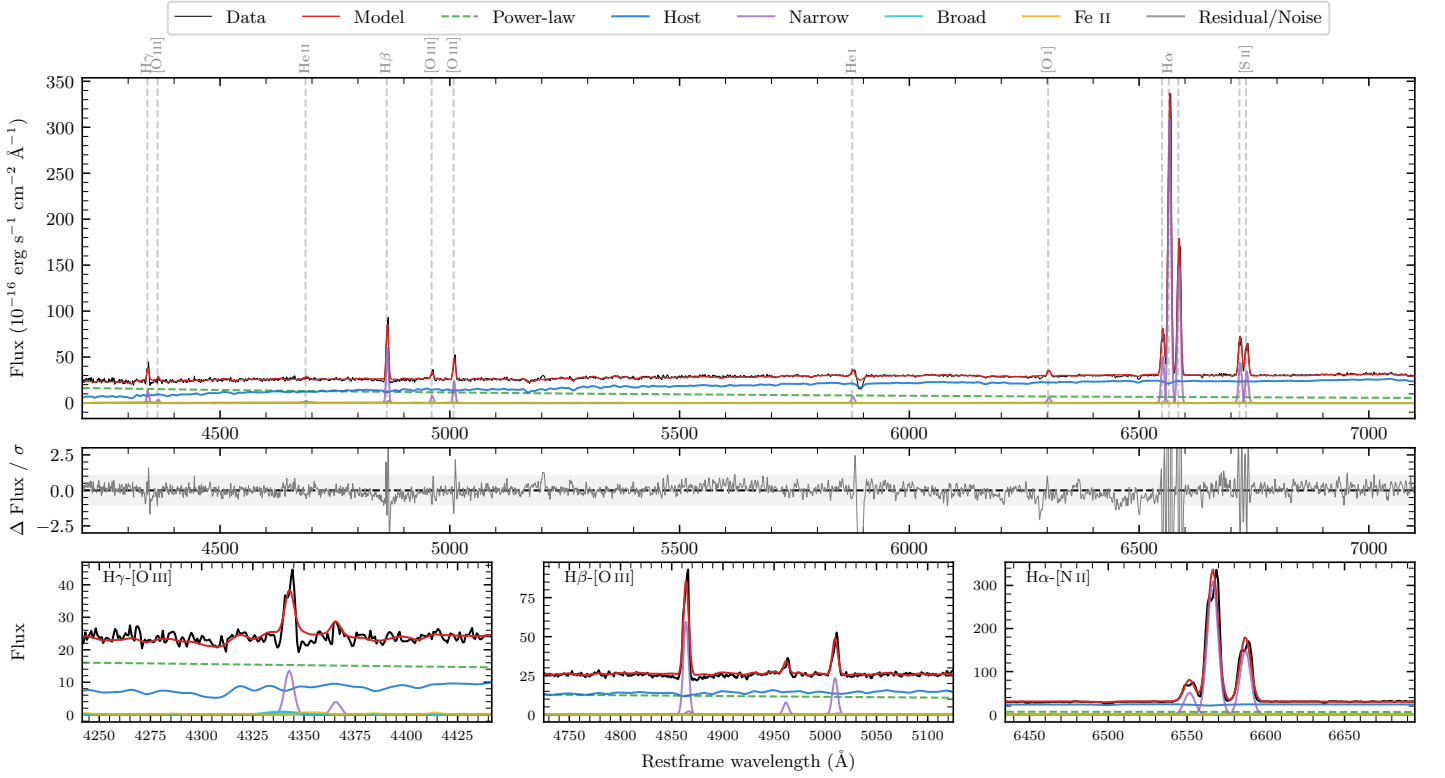 Data Model Power-law Host Narrow Broad Fe II Residual/Noise
Hγ [O III] He II Hβ [O III] [O III] He I [O I] Hα [S II]
Flux (10⁻¹⁶ erg s⁻¹ cm⁻² Å⁻¹)
350
300
250
200
150
100
50
0
4500 5000 5500 6000 6500 7000
Δ Flux / σ
2.5
0.0
−2.5
4500 5000 5500 6000 6500 7000
Flux
Hγ-[O III]
40
30
20
10
0
4250 4275 4300 4325 4350 4375 4400 4425
Hβ-[O III]
75
50
25
0
4750 4800 4850 4900 4950 5000 5050 5100
Hα-[N II]
300
200
100
0
6450 6500 6550 6600 6650
Restframe wavelength (Å)